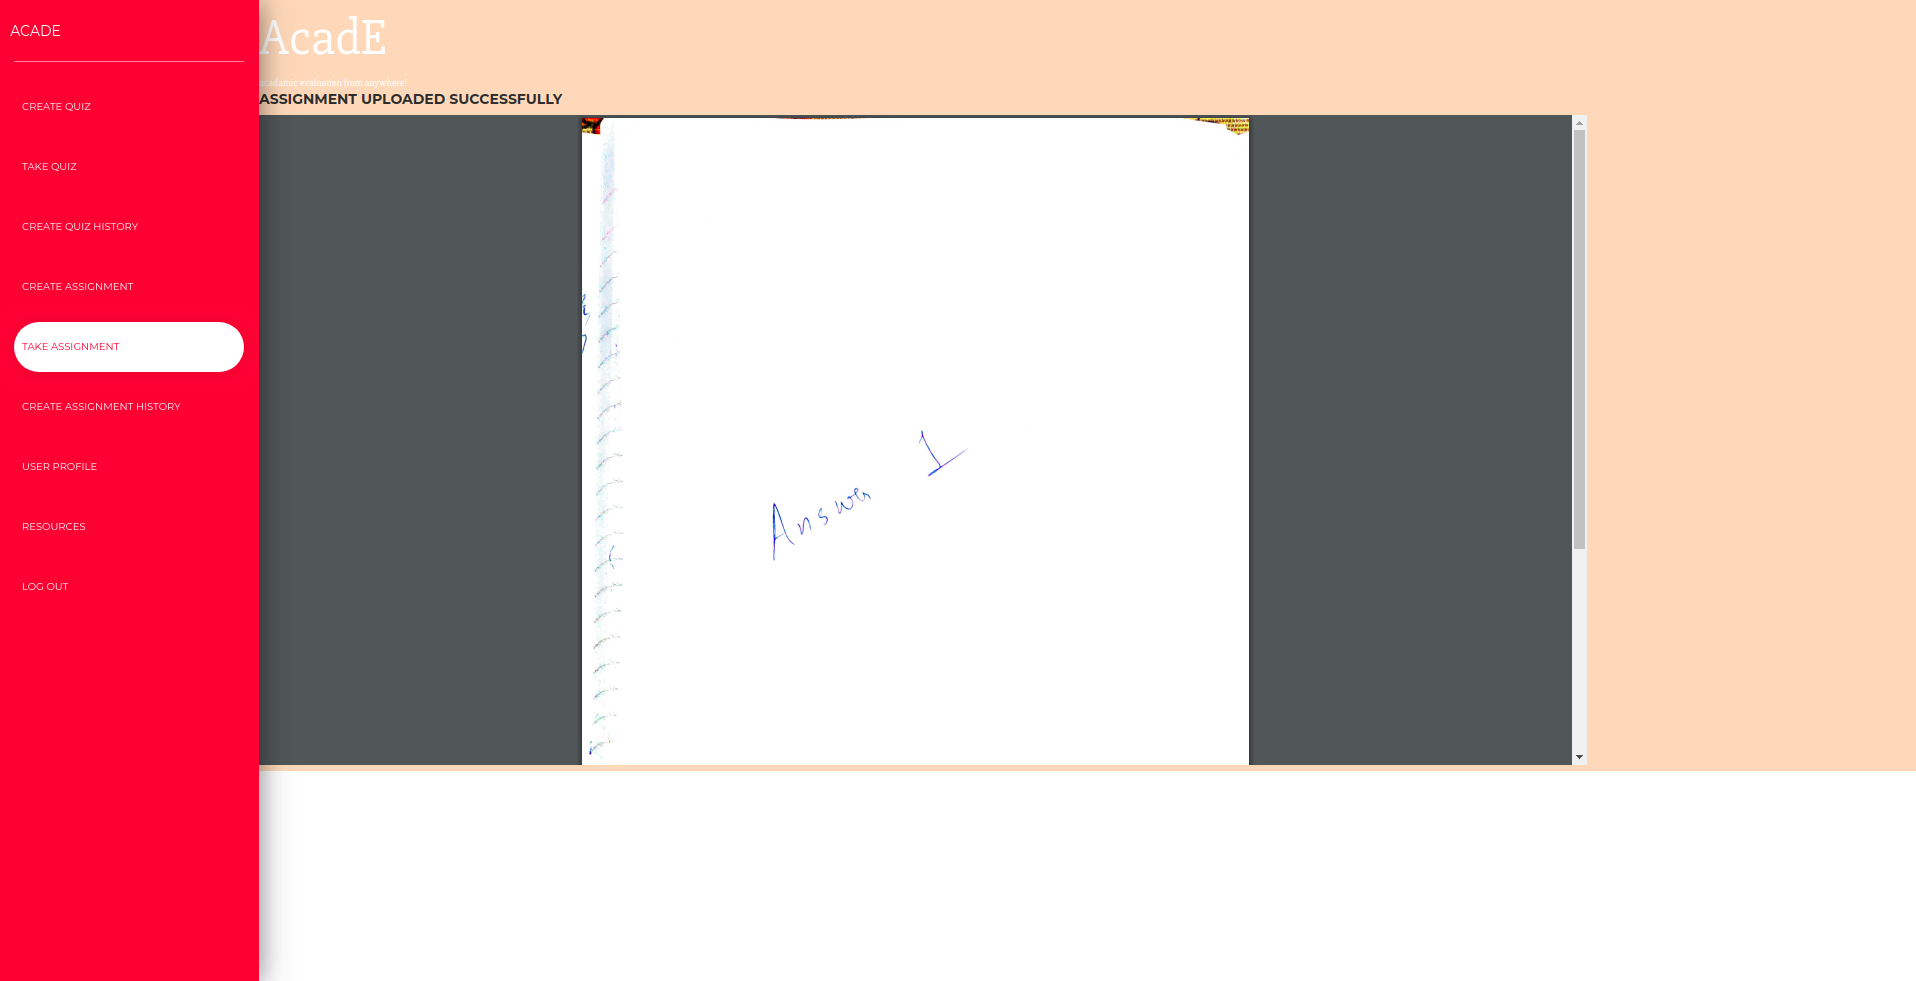 ACADE
CREATE QUIZ
TAKE QUIZ
CREATE QUIZ HISTORY
CREATE ASSIGNMENT
TAKE ASSIGNMENT
CREATE ASSIGNMENT HISTORY
USER PROFILE
RESOURCES
LOG OUT
AcadE
acadamic evaluation from anywhere!
ASSIGNMENT UPLOADED SUCCESSFULLY
Answer 1